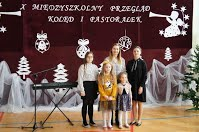 X MIĘDZYSZKOLNY PRZEGLĄD
KOLĘD I PASTORAŁEK